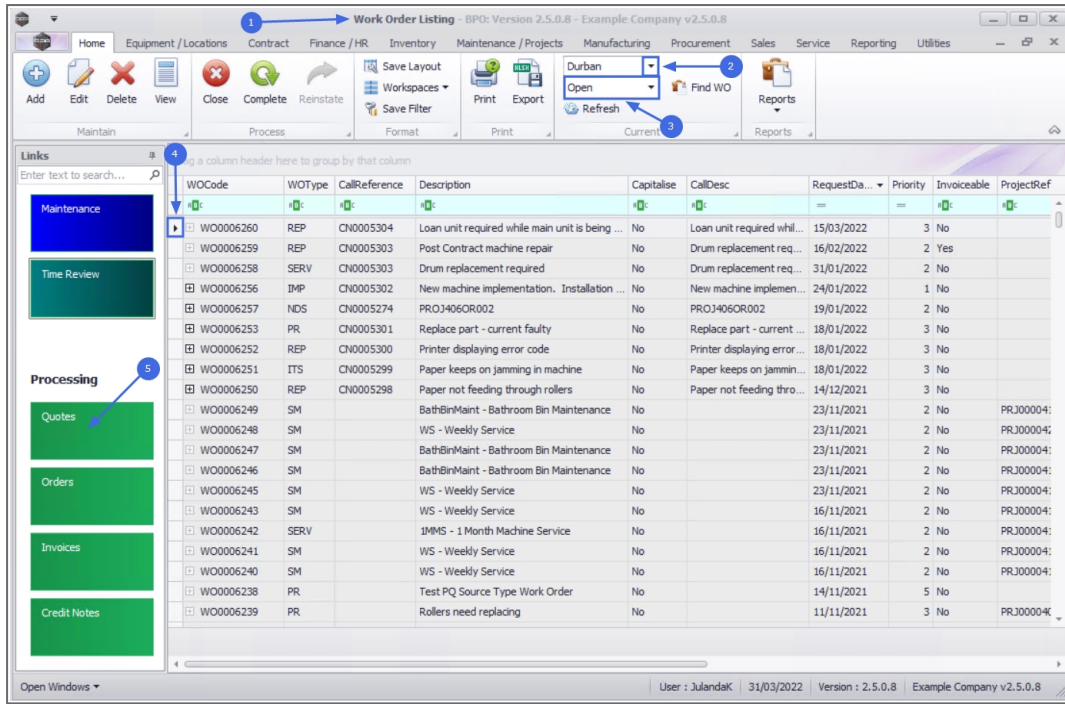 1
Work Order Listing - BPO: Version 2.5.0.8 - Example Company v2.5.0.8
Home Equipment / Locations Contract Finance / HR Inventory Maintenance / Projects Manufacturing Procurement Sales Service Reporting Utilities
Add Edit Delete View
Maintain
Close Complete Reinstate
Process
Save Layout
Workspaces
Save Filter
Format
Print Export
Print
Durban
2
Open
Find WO
Refresh
3
Current
Reports
Reports
Links
4
a column header here to group by that column
Enter text to search...
WOCode WOType CallReference Description Capitalise CallDesc RequestDa... Priority Invoiceable ProjectRef
WO0006260 REP CN0005304 Loan unit required while main unit is being ... No Loan unit required whil... 15/03/2022 3 No
WO0006259 REP CN0005303 Post Contract machine repair No Drum replacement req... 16/02/2022 2 Yes
WO0006258 SERV CN0005303 Drum replacement required No Drum replacement req... 31/01/2022 2 No
WO0006256 IMP CN0005302 New machine implementation. Installation ... No New machine implemen... 24/01/2022 1 No
WO0006257 NDS CN0005274 PROJ406OR002 No PROJ406OR002 19/01/2022 2 No
WO0006253 PR CN0005301 Replace part - current faulty No Replace part - current ... 18/01/2022 3 No
WO0006252 REP CN0005300 Printer displaying error code No Printer displaying error... 18/01/2022 3 No
WO0006251 ITS CN0005299 Paper keeps on jamming in machine No Paper keeps on jammin... 18/01/2022 3 No
WO0006250 REP CN0005298 Paper not feeding through rollers No Paper not feeding thro... 14/12/2021 3 No
WO0006249 SM BathBinMaint - Bathroom Bin Maintenance No 23/11/2021 2 No PRJ000041
WO0006248 SM WS - Weekly Service No 23/11/2021 2 No PRJ000042
WO0006247 SM BathBinMaint - Bathroom Bin Maintenance No 23/11/2021 2 No PRJ00004
WO0006246 SM BathBinMaint - Bathroom Bin Maintenance No 23/11/2021 2 No PRJ00004
WO0006245 SM WS - Weekly Service No 23/11/2021 2 No PRJ00004
WO0006243 SM WS - Weekly Service No 16/11/2021 2 No PRJ00004
WO0006242 SERV 1MMS - 1 Month Machine Service No 16/11/2021 2 No PRJ00004
WO0006241 SM WS - Weekly Service No 16/11/2021 2 No PRJ00004
WO0006240 SM WS - Weekly Service No 16/11/2021 2 No PRJ00004
WO0006238 PR Test PQ Source Type Work Order No 14/11/2021 5 No
WO0006239 PR Rollers need replacing No 11/11/2021 3 No PRJ00004
Maintenance
Time Review
Processing
5
Quotes
Orders
Invoices
Credit Notes
Open Windows
User : JulandaK 31/03/2022 Version : 2.5.0.8 Example Company v2.5.0.8